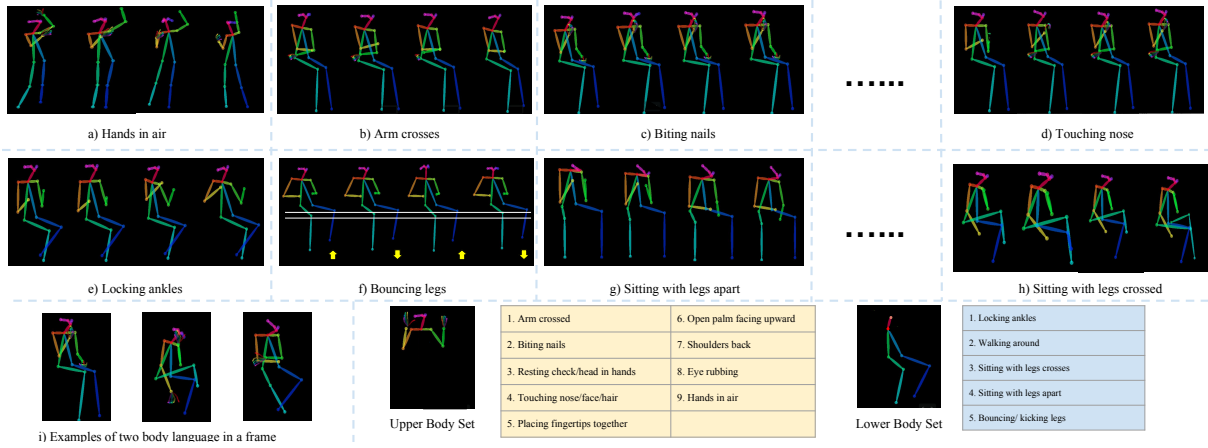 a) Hands in air
b) Arm crosses
c) Biting nails
......
d) Touching nose
e) Locking ankles
f) Bouncing legs
g) Sitting with legs apart
......
h) Sitting with legs crossed
i) Examples of two body language in a frame
Upper Body Set
1. Arm crossed
2. Biting nails
3. Resting check/head in hands
4. Touching nose/face/hair
5. Placing fingertips together
6. Open palm facing upward
7. Shoulders back
8. Eye rubbing
9. Hands in air
Lower Body Set
1. Locking ankles
2. Walking around
3. Sitting with legs crosses
4. Sitting with legs apart
5. Bouncing/ kicking legs